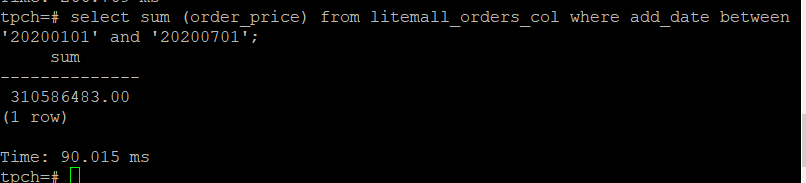 tpch=# select sum (order_price) from litemall_orders_col where add_date between
'20200101' and '20200701';
sum
--------------
310586483.00
(1 row)
Time: 90.015 ms
tpch=#